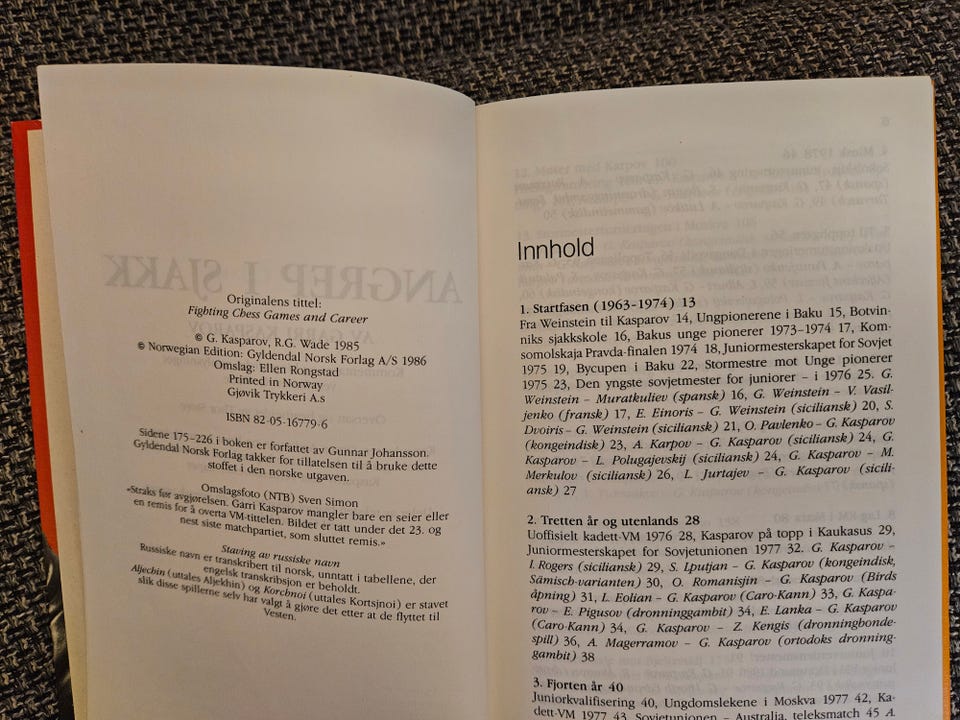 Originalens tittel:
Fighting Chess Games and Career
© G. Kasparov, R.G. Wade 1985
© Norwegian Edition: Gyldendal Norsk Forlag A/S 1986
Omslag: Ellen Rongstad
Printed in Norway
Gjøvik Trykkeri A.s
ISBN 82-05-16779-6
Sidene 175–226 i boken er forfattet av Gunnar Johansson.
Gyldendal Norsk Forlag takker for tillatelsen til å bruke dette
stoffet i den norske utgaven.
Omslagsfoto (NTB) Sven Simon
«Straks før avgjørelsen. Garri Kasparov mangler bare en seier eller
en remis for å overta VM-tittelen. Bildet er tatt under det 23. og
nest siste matchpartiet, som sluttet remis.»
Staving av russiske navn
Russiske navn er transkribert til norsk, unntatt i tabellene, der
engelsk transkribsjon er beholdt.
Aljechin (uttales Aljekhin) og Korchnoi (uttales Kortsjnoi) er stavet
slik disse spillerne selv har valgt å gjøre det etter at de flyttet til
Vesten.
Innhold
1. Startfasen (1963–1974) 13
Fra Weinstein til Kasparov 14, Ungpionerene i Baku 15, Botvin-
niks sjakkskole 16, Bakus unge pionerer 1973–1974 17, Kom-
somolskaja Pravda-finalen 1974 18, Juniormesterskapet for Sovjet
1975 19, Bycupen i Baku 22, Stormestre mot Unge pionerer
1975 23, Den yngste sovjetmester for juniorer – i 1976 25. G.
Weinstein – Muratkuliev (spansk) 16, G. Weinstein – V. Vasil-
jenko (fransk) 17, E. Einoris – G. Weinstein (siciliansk) 20, S.
Dvoiris – G. Weinstein (siciliansk) 21, O. Pavlenko – G. Kasparov
(kongeindisk) 23, A. Karpov – G. Kasparov (siciliansk) 24, G.
Kasparov – L. Polugajevskij (siciliansk) 24, G. Kasparov – M.
Merkulov (siciliansk) 26, L. Jurtajev – G. Kasparov (sicili-
ansk) 27
2. Tretten år og utenlands 28
Uoffisielt kadett-VM 1976 28, Kasparov på topp i Kaukasus 29,
Juniormesterskapet for Sovjetunionen 1977 32. G. Kasparov –
I. Rogers (siciliansk) 29, S. Lputjan – G. Kasparov (kongeindisk,
Sämisch-varianten) 30, O. Romanisjin – G. Kasparov (Birds
åpning) 31, L. Eolian – G. Kasparov (Caro-Kann) 33, G. Kaspa-
rov – E. Pigusov (dronninggambit) 34, E. Lanka – G. Kasparov
(Caro-Kann) 34, G. Kasparov – Z. Kengis (dronningbonde-
spill) 36, A. Magerramov – G. Kasparov (ortodoks dronning-
gambit) 38
3. Fjorten år 40
Juniorkvalifisering 40, Ungdomslekene i Moskva 1977 42, Ka-
dett-VM 1977 43, Sovjetunionen – Australia, teleksmatch 45 A.